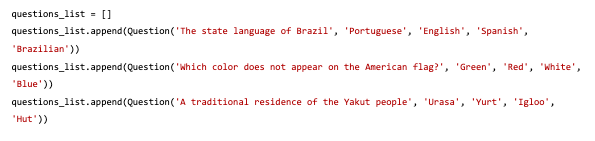 questions_list = []
questions_list.append(Question('The state language of Brazil', 'Portuguese', 'English', 'Spanish',
'Brazilian'))
questions_list.append(Question('Which color does not appear on the American flag?', 'Green', 'Red', 'White',
'Blue'))
questions_list.append(Question('A traditional residence of the Yakut people', 'Urasa', 'Yurt', 'Igloo',
'Hut'))